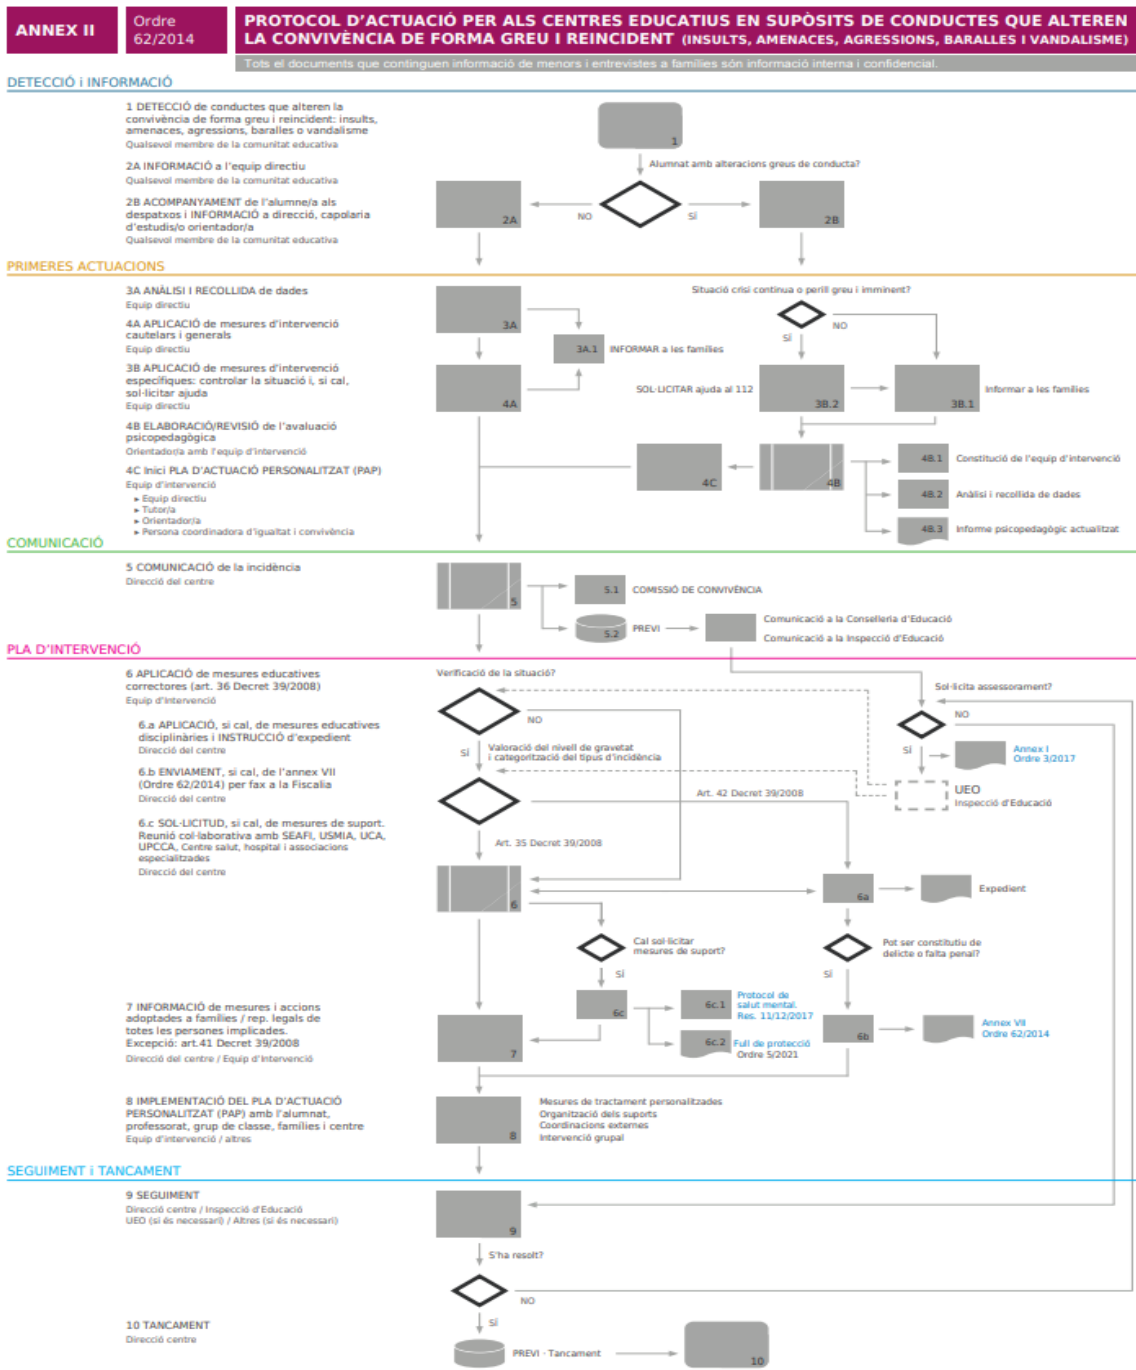 ANNEX II
Ordre
62/2014
PROTOCOL D'ACTUACIÓ PER ALS CENTRES EDUCATIUS EN SUPÒSITS DE CONDUCTES QUE ALTEREN
LA CONVIVÈNCIA DE FORMA GREU I REINCIDENT (INSULTS, AMENACES, AGRESSIONS, BARALLES I VANDALISME)
Tots el documents que continguen informació de menors i entrevistes a famílies són informació interna i confidencial.
DETECCIÓ i INFORMACIÓ
1 DETECCIÓ de conductes que alteren la
convivència de forma greu i reincident: insults,
amenaces, agressions, baralles o vandalisme
Qualsevol membre de la comunitat educativa
2A INFORMACIÓ a l'equip directiu
Qualsevol membre de la comunitat educativa
2B ACOMPANYAMENT de l'alumne/a als
despatxos i INFORMACIÓ a direcció, capolaria
d'estudis/o orientador/a
Qualsevol membre de la comunitat educativa
1
Alumnat amb alteracions greus de conducta?
2A
NO
SÍ
2B
PRIMERES ACTUACIONS
3A ANÀLISI I RECOLLIDA de dades
Equip directiu
4A APLICACIÓ de mesures d'intervenció
cautelars i generals
Equip directiu
3B APLICACIÓ de mesures d'intervenció
específiques: controlar la situació i, si cal,
sol·licitar ajuda
Equip directiu
4B ELABORACIÓ/REVISIÓ de l'avaluació
psicopedagògica
Orientador/a amb l'equip d'intervenció
4C Inici PLA D'ACTUACIÓ PERSONALITZAT (PAP)
Equip d'intervenció
▸ Equip directiu
▸ Tutor/a
▸ Orientador/a
▸ Persona coordinadora d'igualtat i convivència
3A
3A.1
INFORMAR a les famílies
4A
Situació crisi continua o perill greu i imminent?
NO
SÍ
SOL·LICITAR ajuda al 112
3B.2
3B.1
Informar a les famílies
4C
4B
4B.1
Constitució de l'equip d'intervenció
4B.2
Anàlisi i recollida de dades
4B.3
Informe psicopedagògic actualitzat
COMUNICACIÓ
5 COMUNICACIÓ de la incidència
Direcció del centre
5
5.1
COMISSIÓ DE CONVIVÈNCIA
5.2
PREVI
Comunicació a la Conselleria d'Educació
Comunicació a la Inspecció d'Educació
PLA D'INTERVENCIÓ
6 APLICACIÓ de mesures educatives
correctores (art. 36 Decret 39/2008)
Equip d'Intervenció
6.a APLICACIÓ, si cal, de mesures educatives
disciplinàries i INSTRUCCIÓ d'expedient
Direcció del centre
6.b ENVIAMENT, si cal, de l'annex VII
(Ordre 62/2014) per fax a la Fiscalia
Direcció del centre
6.c SOL·LICITUD, si cal, de mesures de suport.
Reunió col·laborativa amb SEAFI, USMIA, UCA,
UPCCA, Centre salut, hospital i associacions
especialitzades
Direcció del centre
Verificació de la situació?
NO
SÍ
Valoració del nivell de gravetat
i categorització del tipus d'incidència
Art. 42 Decret 39/2008
Art. 35 Decret 39/2008
Sol·licita assessorament?
NO
SÍ
Annex I
Ordre 3/2017
UEO
Inspecció d'Educació
6
6a
Expedient
Cal sol·licitar
mesures de suport?
SÍ
Pot ser constitutiu de
delicte o falta penal?
SÍ
6c
6c.1
Protocol de
salut mental.
Res. 11/12/2017
6c.2
Full de protecció
Ordre 5/2021
6b
Annex VII
Ordre 62/2014
7 INFORMACIÓ de mesures i accions
adoptades a famílies / rep. legals de
totes les persones implicades.
Excepció: art.41 Decret 39/2008
Direcció del centre / Equip d'Intervenció
7
8 IMPLEMENTACIÓ DEL PLA D'ACTUACIÓ
PERSONALITZAT (PAP) amb l'alumnat,
professorat, grup de classe, famílies i centre
Equip d'intervenció / altres
8
Mesures de tractament personalitzades
Organització dels suports
Coordinacions externes
Intervenció grupal
SEGUIMENT i TANCAMENT
9 SEGUIMENT
Direcció centre / Inspecció d'Educació
UEO (si és necessari) / Altres (si és necessari)
9
S'ha resolt?
NO
SÍ
10 TANCAMENT
Direcció centre
PREVI - Tancament
10